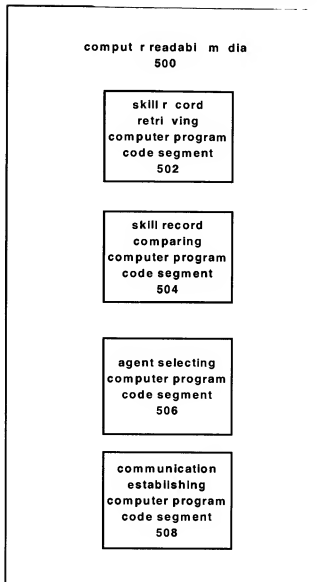 comput r readabl m dia
500
skill r cord
retri ving
computer program
code segment
502
skill record
comparing
computer program
code segment
504
agent selecting
computer program
code segment
506
communication
establishing
computer program
code segment
508